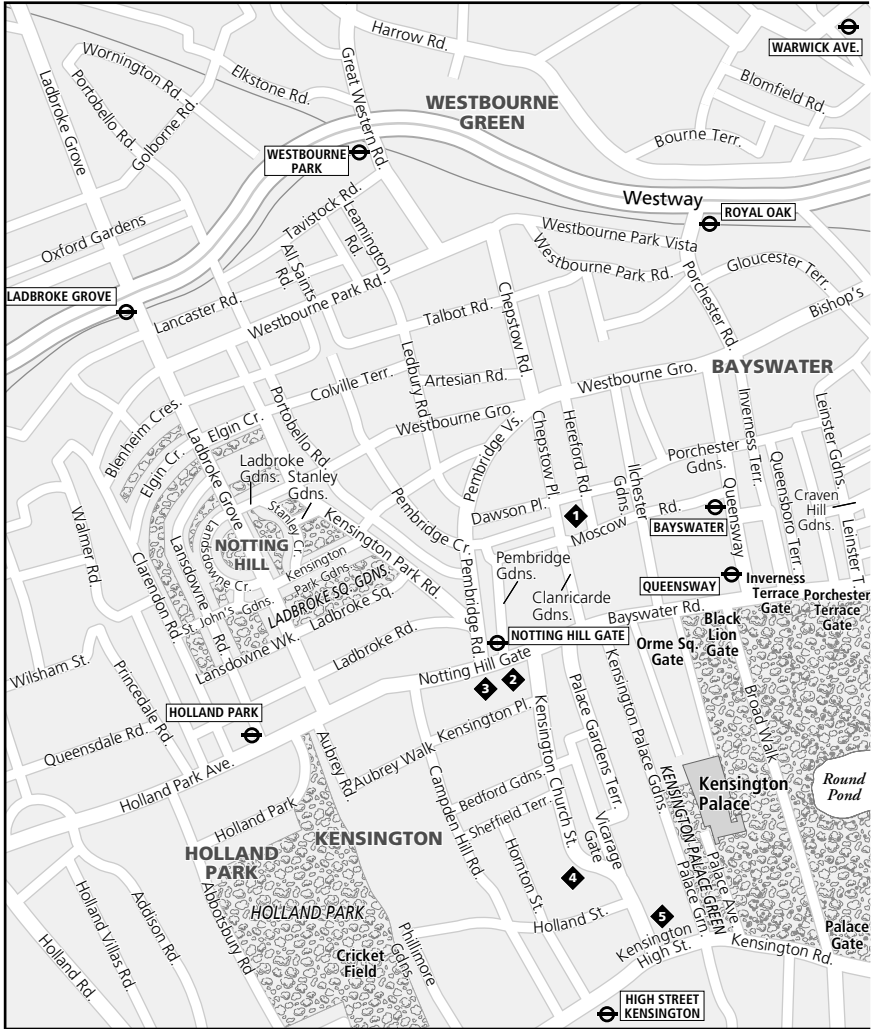 Harrow Rd.
WARWICK AVE.
Wornington Rd.
Elkstone Rd.
Great Western Rd.
Ladbroke Grove
Portobello Rd.
Golborne Rd.
WESTBOURNE
GREEN
Blomfield Rd.
Bourne Terr.
WESTBOURNE
PARK
Westway
ROYAL OAK
Tavistock Rd.
Leamington
Rd.
Oxford Gardens
All Saints
Rd.
Westbourne Park Vista
Westbourne Park Rd.
Gloucester Terr.
Porchester Rd.
LADBROKE GROVE
Lancaster Rd.
Westbourne Park Rd.
Talbot Rd.
Chepstow Rd.
Bishop's
Ledbury Rd.
Artesian Rd.
Colville Terr.
Westbourne Gro.
BAYSWATER
Blenheim Cres.
Elgin Cr.
Elgin Cr.
Portobello Rd.
Westbourne Gro.
Pembridge Vs.
Chepstow Pl.
Hereford Rd.
Ilchester
Gdns.
Porchester
Gdns.
Inverness Terr.
Queensboro Terr.
Leinster Gdns.
Ladbroke Grove
Ladbroke
Gdns.
Stanley
Gdns.
Stanley Cr.
Walmer Rd.
Clarendon Rd.
Lansdowne Rd.
Lansdowne Cr.
NOTTING
HILL
Kensington
Park Gdns.
Kensington Park Rd.
Pembridge Cr.
Dawson Pl.
1
Moscow Rd.
BAYSWATER
Queensway
Craven
Hill
Gdns.
Leinster T.
St. John's Gdns.
LADBROKE SQ. GDNS.
Ladbroke Sq.
Pembridge
Gdns.
Pembridge Rd.
Clanricarde
Gdns.
QUEENSWAY
Inverness
Terrace
Gate
Porchester
Terrace
Gate
Lansdowne Wk.
Ladbroke Rd.
NOTTING HILL GATE
Bayswater Rd.
Black
Lion
Gate
Orme Sq.
Gate
Wilsham St.
Princedale Rd.
Notting Hill Gate
3
2
HOLLAND PARK
Queensdale Rd.
Holland Park Ave.
Aubrey Rd.
Aubrey Walk
Kensington Pl.
Kensington Church St.
Palace Gardens Terr.
Kensington Palace Gdns.
Broad Walk
Campden Hill Rd.
Bedford Gdns.
Sheffield Terr.
Vicarage
Gate
Kensington
Palace
Round
Pond
Holland Park
KENSINGTON
HOLLAND
PARK
Hornton St.
4
KENSINGTON PALACE GREEN
Palace Ave.
Palace Grn.
Holland Villas Rd.
Addison Rd.
Abbotsbury Rd.
HOLLAND PARK
Holland St.
5
Holland Rd.
Cricket
Field
Phillimore
Gdns.
Kensington
High St.
Kensington Rd.
Palace
Gate
HIGH STREET
KENSINGTON